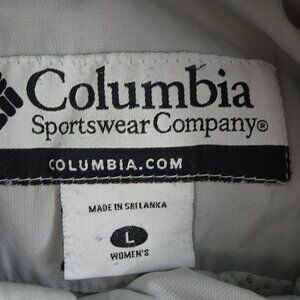 Columbia
Sportswear Company®
COLUMBIA.COM
MADE IN SRI LANKA
L
WOMEN'S